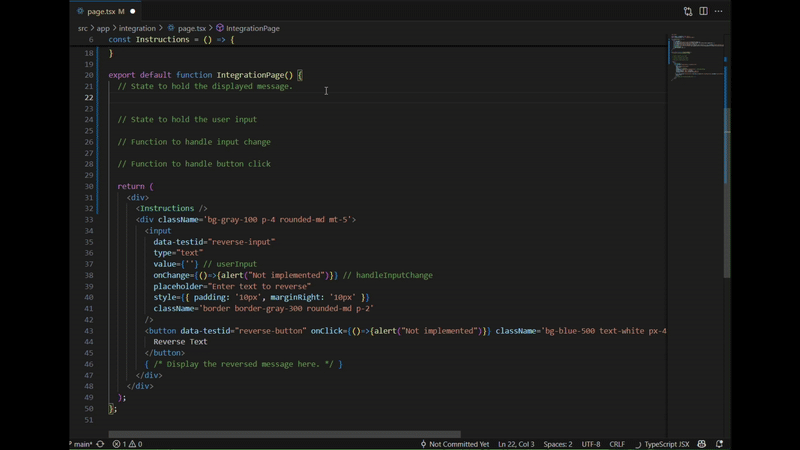 page.tsx M
src > app > integration > page.tsx > IntegrationPage
6 const Instructions = () => {
18 }
19
20 export default function IntegrationPage() {
21 // State to hold the displayed message.
22
23
24 // State to hold the user input
25
26 // Function to handle input change
27
28 // Function to handle button click
29
30 return (
31 <div>
32 <Instructions />
33 <div className='bg-gray-100 p-4 rounded-md mt-5'>
34 <input
35 data-testid="reverse-input"
36 type="text"
37 value={''} // userInput
38 onChange={()=>{alert("Not implemented")}} // handleInputChange
39 placeholder="Enter text to reverse"
40 style={{ padding: '10px', marginRight: '10px' }}
41 className='border border-gray-300 rounded-md p-2'
42 />
43 <button data-testid="reverse-button" onClick={()=>{alert("Not implemented")}} className='bg-blue-500 text-white px-4
44 Reverse Text
45 </button>
46 { /* Display the reversed message here. */ }
47 </div>
48 </div>
49 );
50 };
51
main* 1 0 Not Committed Yet Ln 22, Col 3 Spaces: 2 UTF-8 CRLF TypeScript JSX